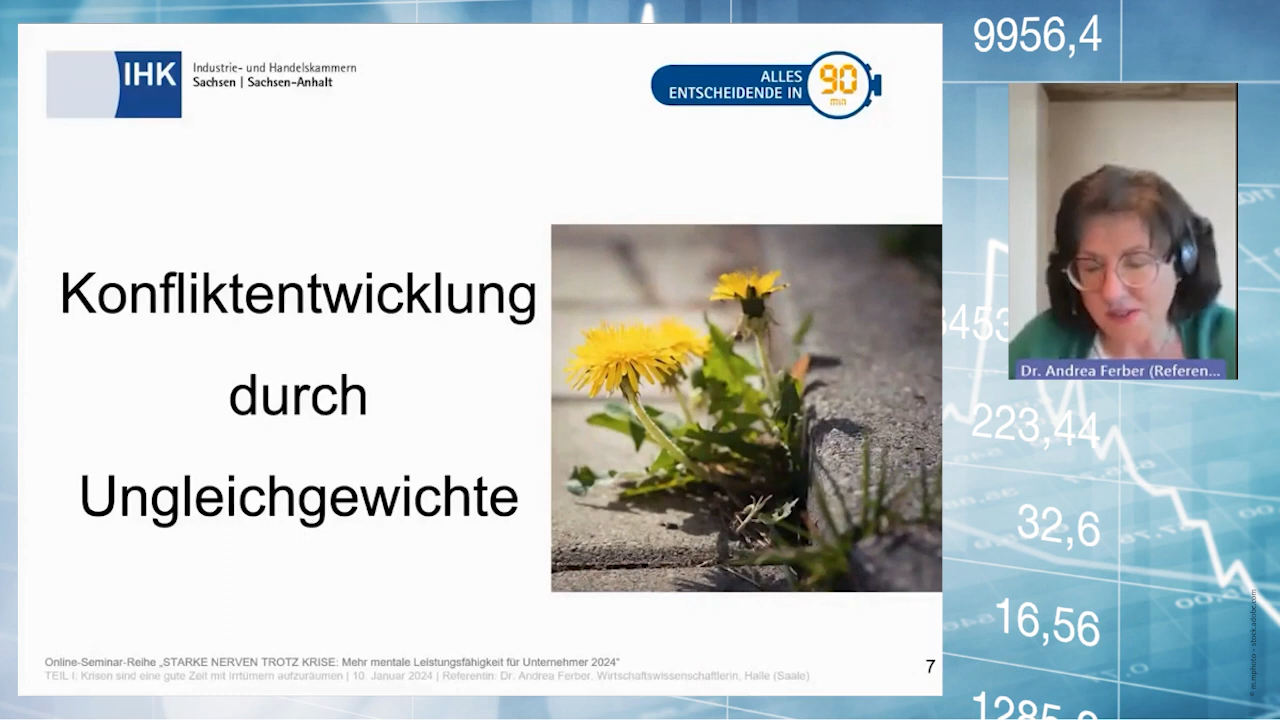 IHK
Industrie- und Handelskammern
Sachsen | Sachsen-Anhalt
ALLES
ENTSCHEIDENDE IN
90
min
Konfliktentwicklung
durch
Ungleichgewichte
Online-Seminar-Reihe „STARKE NERVEN TROTZ KRISE: Mehr mentale Leistungsfähigkeit für Unternehmer 2024“
TEIL I: Krisen sind eine gute Zeit mit Irrtümern aufzuräumen | 10. Januar 2024 | Referentin: Dr. Andrea Ferber, Wirtschaftswissenschaftlerin, Halle (Saale)
7
9956,4
Dr. Andrea Ferber (Referen...
223,44
32,6
16,56